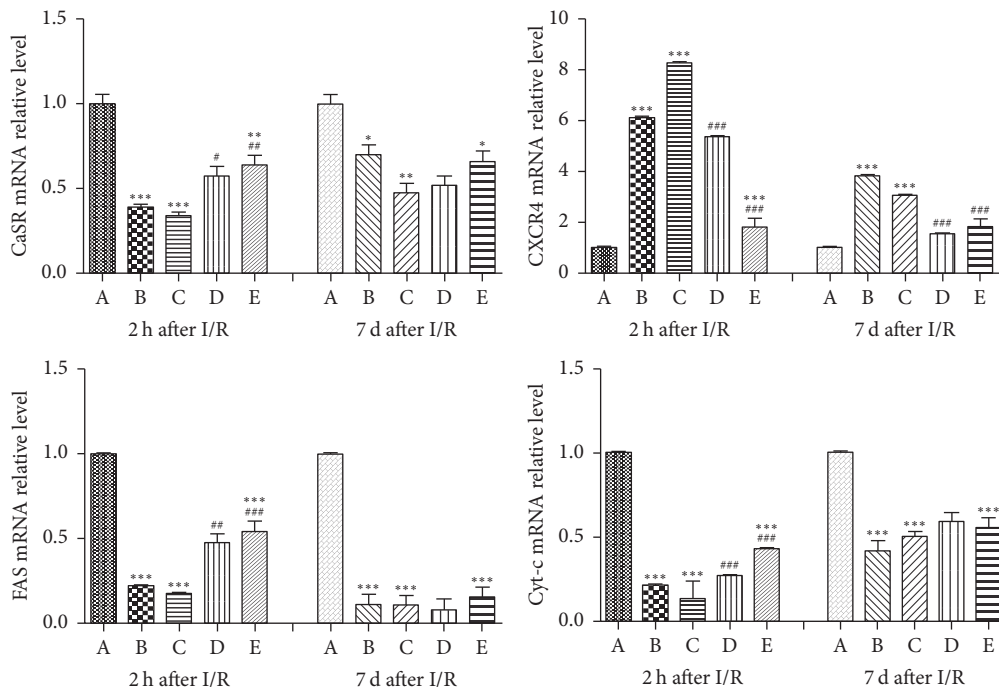 CaSR mRNA relative level
1.5
1.0
0.5
0.0
*** *** # ** ## * ** *
A B C D E A B C D E
2 h after I/R 7 d after I/R
CXCR4 mRNA relative level
10
8
6
4
2
0
*** *** ### *** ### *** *** ### ###
A B C D E A B C D E
2 h after I/R 7 d after I/R
FAS mRNA relative level
1.5
1.0
0.5
0.0
*** *** ## *** ### *** *** ***
A B C D E A B C D E
2 h after I/R 7 d after I/R
Cyt-c mRNA relative level
1.5
1.0
0.5
0.0
*** *** ### *** ### *** *** ***
A B C D E A B C D E
2 h after I/R 7 d after I/R